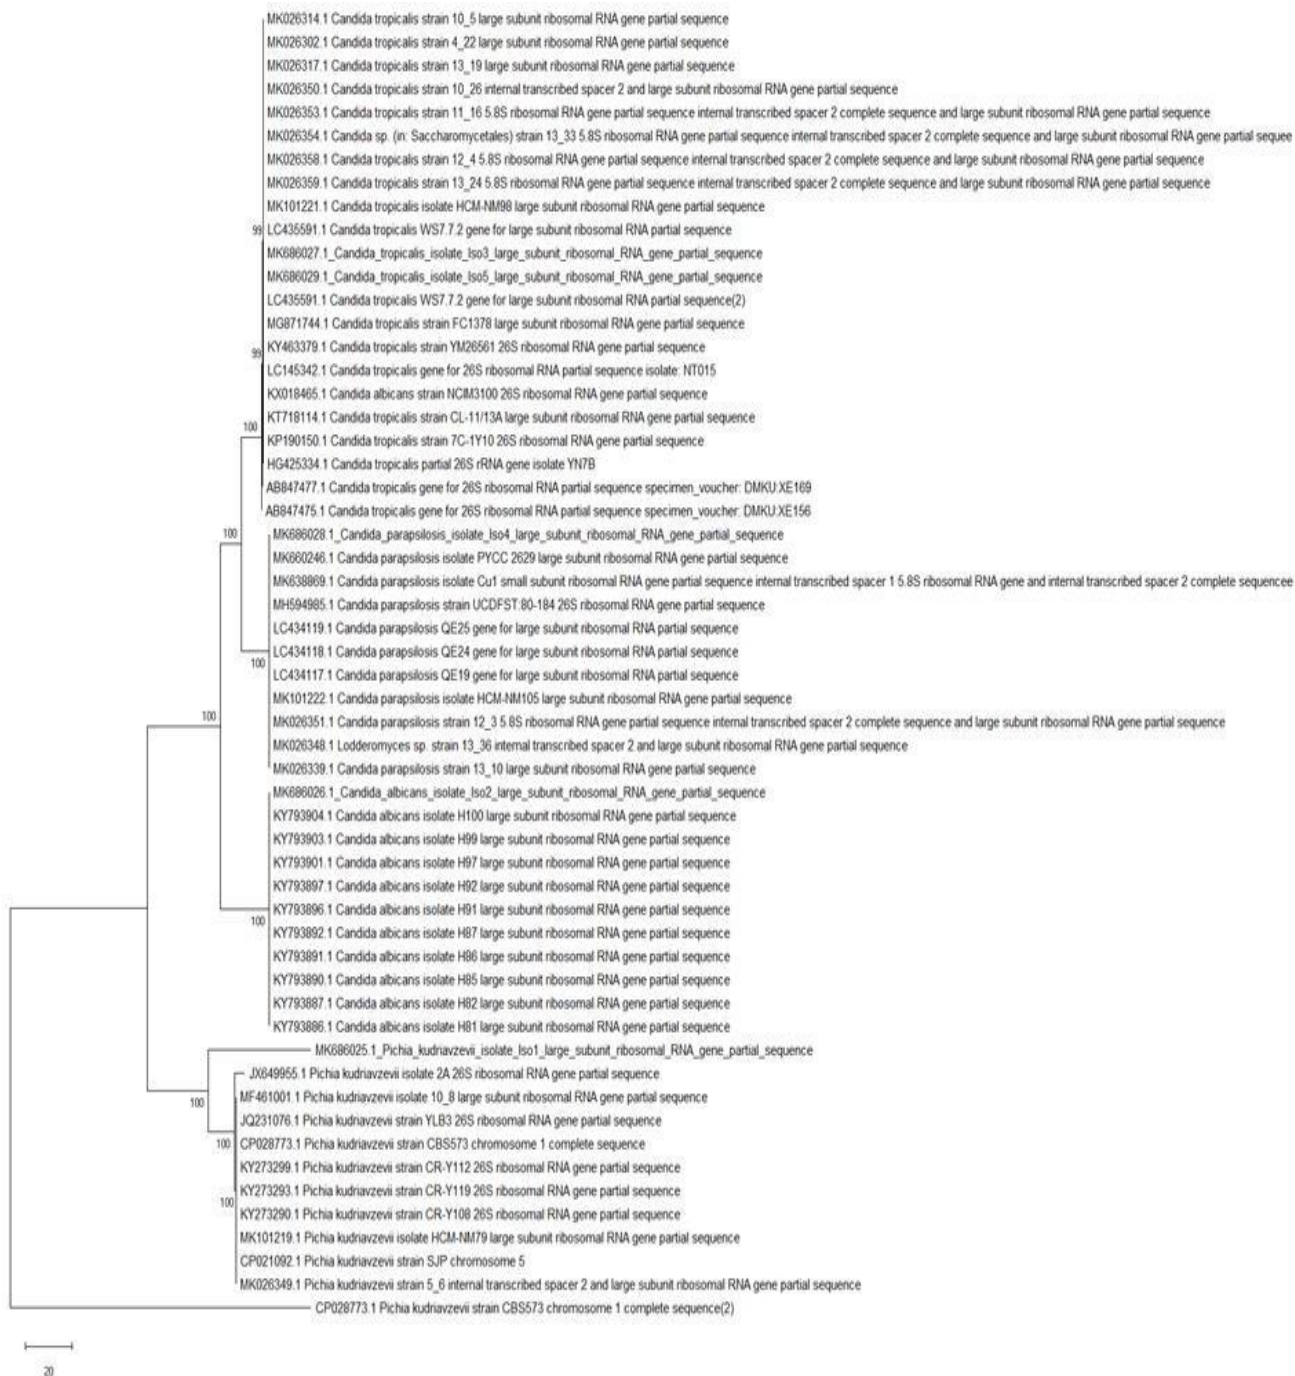 MK026314.1 Candida tropicalis strain 10_5 large subunit ribosomal RNA gene partial sequence
MK026302.1 Candida tropicalis strain 4_22 large subunit ribosomal RNA gene partial sequence
MK026317.1 Candida tropicalis strain 13_19 large subunit ribosomal RNA gene partial sequence
MK026350.1 Candida tropicalis strain 10_26 internal transcribed spacer 2 and large subunit ribosomal RNA gene partial sequence
MK026353.1 Candida tropicalis strain 11_16 5.8S ribosomal RNA gene partial sequence internal transcribed spacer 2 complete sequence and large subunit ribosomal RNA gene partial sequence
MK026354.1 Candida sp. (in: Saccharomycetales) strain 13_33 5.8S ribosomal RNA gene partial sequence internal transcribed spacer 2 complete sequence and large subunit ribosomal RNA gene partial sequee
MK026358.1 Candida tropicalis strain 12_4 5.8S ribosomal RNA gene partial sequence internal transcribed spacer 2 complete sequence and large subunit ribosomal RNA gene partial sequence
MK026359.1 Candida tropicalis strain 13_24 5.8S ribosomal RNA gene partial sequence internal transcribed spacer 2 complete sequence and large subunit ribosomal RNA gene partial sequence
MK101221.1 Candida tropicalis isolate HCM-NM98 large subunit ribosomal RNA gene partial sequence
99 LC435591.1 Candida tropicalis WS7.7.2 gene for large subunit ribosomal RNA partial sequence
MK686027.1_Candida_tropicalis_isolate_Iso3_large_subunit_ribosomal_RNA_gene_partial_sequence
MK686029.1_Candida_tropicalis_isolate_Iso5_large_subunit_ribosomal_RNA_gene_partial_sequence
LC435591.1 Candida tropicalis WS7.7.2 gene for large subunit ribosomal RNA partial sequence(2)
MG871744.1 Candida tropicalis strain FC1378 large subunit ribosomal RNA gene partial sequence
99 KY463379.1 Candida tropicalis strain YM26561 26S ribosomal RNA gene partial sequence
LC145342.1 Candida tropicalis gene for 26S ribosomal RNA partial sequence isolate: NT015
KX018465.1 Candida albicans strain NCIM3100 26S ribosomal RNA gene partial sequence
KT718114.1 Candida tropicalis strain CL-11/13A large subunit ribosomal RNA gene partial sequence
100
KP190150.1 Candida tropicalis strain 7C-1Y10 26S ribosomal RNA gene partial sequence
HG425334.1 Candida tropicalis partial 26S rRNA gene isolate YN7B
AB847477.1 Candida tropicalis gene for 26S ribosomal RNA partial sequence specimen_voucher: DMKU:XE169
AB847475.1 Candida tropicalis gene for 26S ribosomal RNA partial sequence specimen_voucher: DMKU:XE156
100 MK686028.1_Candida_parapsilosis_isolate_Iso4_large_subunit_ribosomal_RNA_gene_partial_sequence
MK660246.1 Candida parapsilosis isolate PYCC 2629 large subunit ribosomal RNA gene partial sequence
MK638869.1 Candida parapsilosis isolate Cu1 small subunit ribosomal RNA gene partial sequence internal transcribed spacer 1 5.8S ribosomal RNA gene and internal transcribed spacer 2 complete sequencee
MH594985.1 Candida parapsilosis strain UCDFST:80-184 26S ribosomal RNA gene partial sequence
LC434119.1 Candida parapsilosis QE25 gene for large subunit ribosomal RNA partial sequence
LC434118.1 Candida parapsilosis QE24 gene for large subunit ribosomal RNA partial sequence
100
LC434117.1 Candida parapsilosis QE19 gene for large subunit ribosomal RNA partial sequence
MK101222.1 Candida parapsilosis isolate HCM-NM105 large subunit ribosomal RNA gene partial sequence
100
MK026351.1 Candida parapsilosis strain 12_3 5.8S ribosomal RNA gene partial sequence internal transcribed spacer 2 complete sequence and large subunit ribosomal RNA gene partial sequence
MK026348.1 Lodderomyces sp. strain 13_36 internal transcribed spacer 2 and large subunit ribosomal RNA gene partial sequence
MK026339.1 Candida parapsilosis strain 13_10 large subunit ribosomal RNA gene partial sequence
MK686026.1_Candida_albicans_isolate_Iso2_large_subunit_ribosomal_RNA_gene_partial_sequence
KY793904.1 Candida albicans isolate H100 large subunit ribosomal RNA gene partial sequence
KY793903.1 Candida albicans isolate H99 large subunit ribosomal RNA gene partial sequence
KY793901.1 Candida albicans isolate H97 large subunit ribosomal RNA gene partial sequence
KY793897.1 Candida albicans isolate H92 large subunit ribosomal RNA gene partial sequence
KY793896.1 Candida albicans isolate H91 large subunit ribosomal RNA gene partial sequence
100
KY793892.1 Candida albicans isolate H87 large subunit ribosomal RNA gene partial sequence
KY793891.1 Candida albicans isolate H86 large subunit ribosomal RNA gene partial sequence
KY793890.1 Candida albicans isolate H85 large subunit ribosomal RNA gene partial sequence
KY793887.1 Candida albicans isolate H82 large subunit ribosomal RNA gene partial sequence
KY793886.1 Candida albicans isolate H81 large subunit ribosomal RNA gene partial sequence
MK686025.1_Pichia_kudriavzevii_isolate_Iso1_large_subunit_ribosomal_RNA_gene_partial_sequence
JX649955.1 Pichia kudriavzevii isolate 2A 26S ribosomal RNA gene partial sequence
MF461001.1 Pichia kudriavzevii isolate 10_8 large subunit ribosomal RNA gene partial sequence
100
JQ231076.1 Pichia kudriavzevii strain YLB3 26S ribosomal RNA gene partial sequence
100 CP028773.1 Pichia kudriavzevii strain CBS573 chromosome 1 complete sequence
KY273299.1 Pichia kudriavzevii strain CR-Y112 26S ribosomal RNA gene partial sequence
KY273293.1 Pichia kudriavzevii strain CR-Y119 26S ribosomal RNA gene partial sequence
100
KY273290.1 Pichia kudriavzevii strain CR-Y108 26S ribosomal RNA gene partial sequence
MK101219.1 Pichia kudriavzevii isolate HCM-NM79 large subunit ribosomal RNA gene partial sequence
CP021092.1 Pichia kudriavzevii strain SJP chromosome 5
MK026349.1 Pichia kudriavzevii strain 5_6 internal transcribed spacer 2 and large subunit ribosomal RNA gene partial sequence
CP028773.1 Pichia kudriavzevii strain CBS573 chromosome 1 complete sequence(2)
20